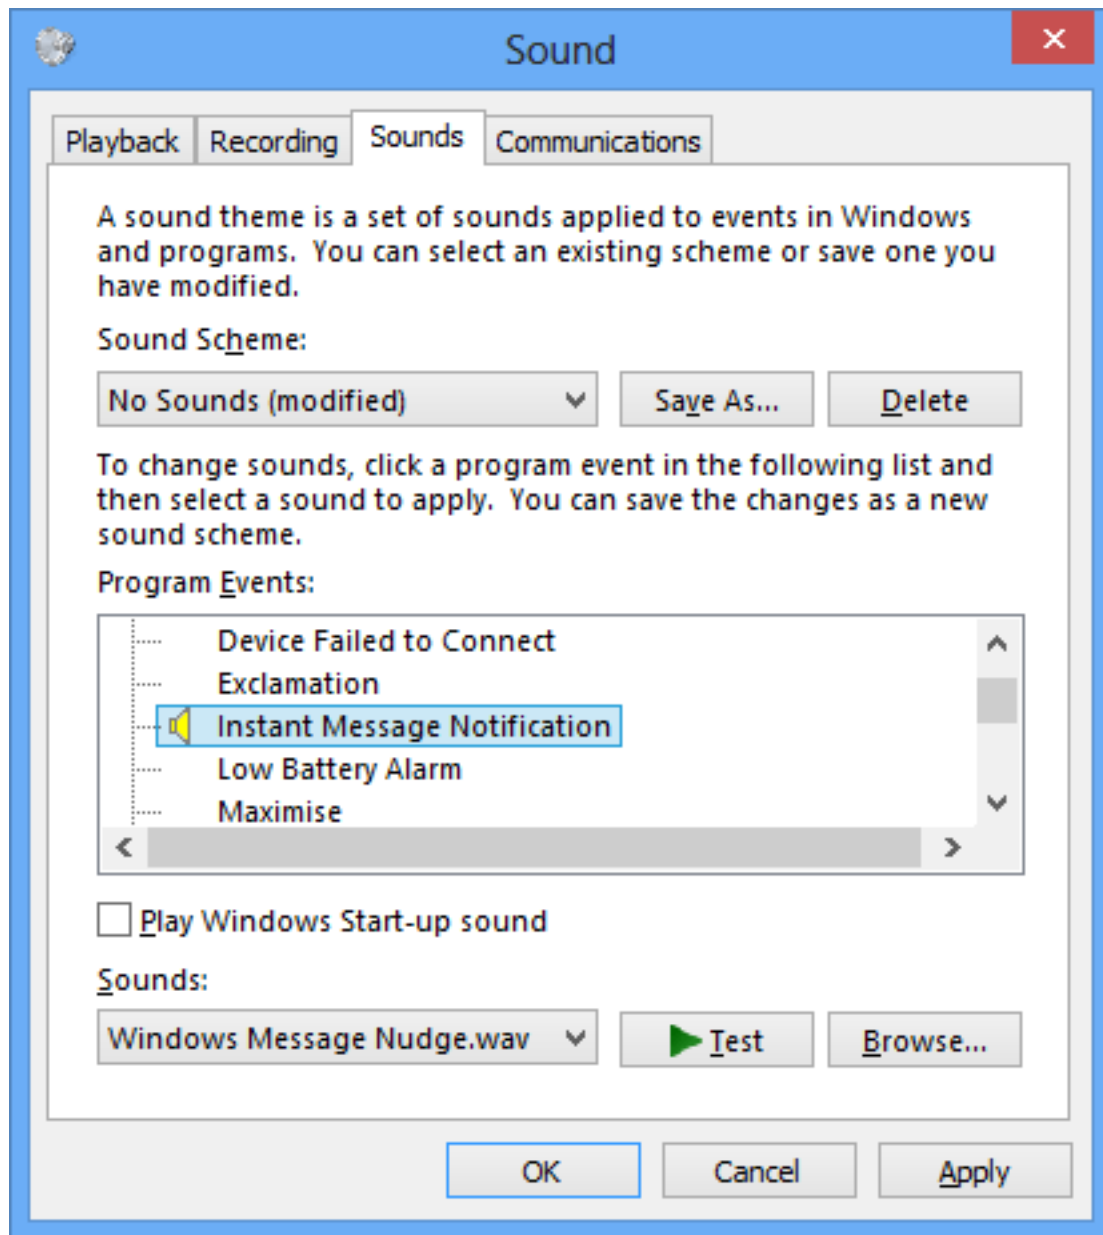 Sound
Playback Recording Sounds Communications
A sound theme is a set of sounds applied to events in Windows
and programs. You can select an existing scheme or save one you
have modified.
Sound Scheme:
No Sounds (modified) Save As... Delete
To change sounds, click a program event in the following list and
then select a sound to apply. You can save the changes as a new
sound scheme.
Program Events:
Device Failed to Connect
Exclamation
Instant Message Notification
Low Battery Alarm
Maximise
Play Windows Start-up sound
Sounds:
Windows Message Nudge.wav Test Browse...
OK Cancel Apply